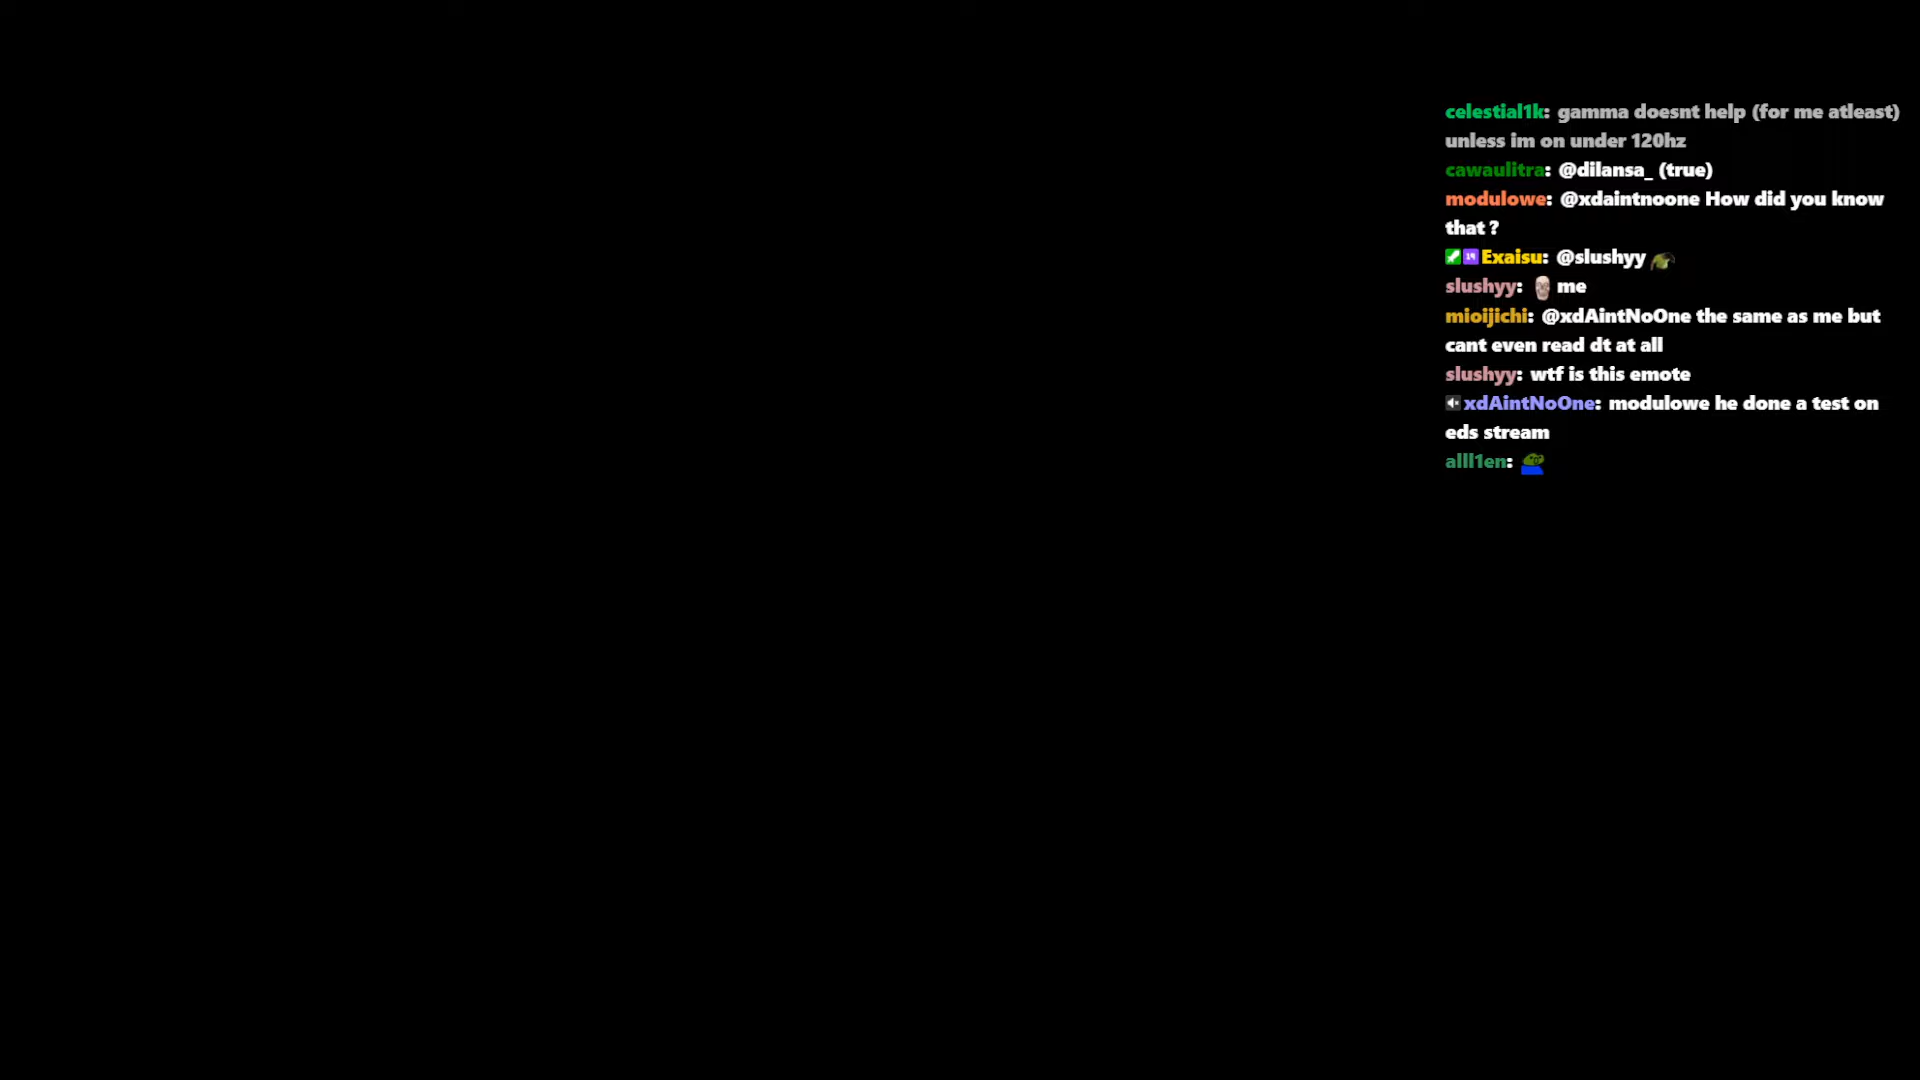 celestial1k: gamma doesnt help (for me atleast)
unless im on under 120hz
cawaulitra: @dilansa_ (true)
modulowe: @xdaintnoone How did you know
that ?
Exaisu: @slushyy
slushyy: me
mioijichi: @xdAintNoOne the same as me but
cant even read dt at all
slushyy: wtf is this emote
xdAintNoOne: modulowe he done a test on
eds stream
alll1en: